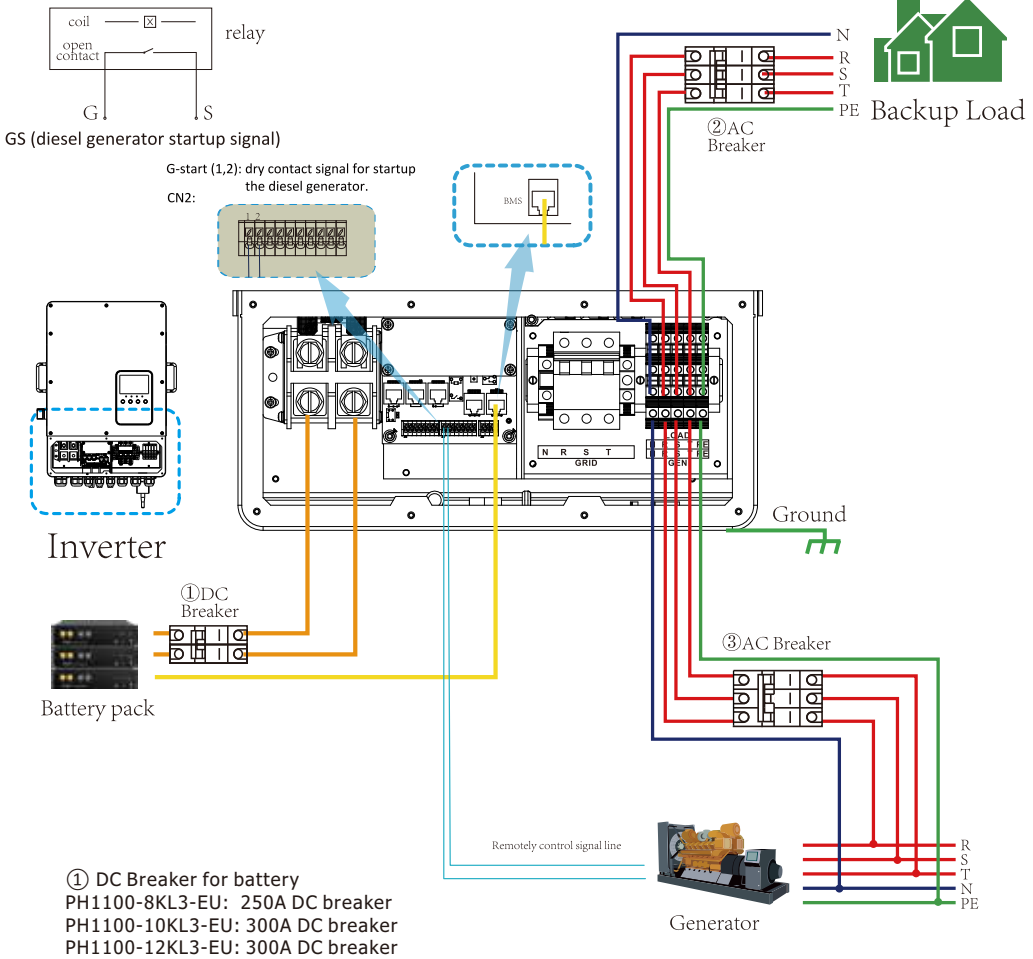 coil
relay
open
contact
G
S
GS (diesel generator startup signal)
G-start (1,2): dry contact signal for startup
the diesel generator.
CN2:
1 2
BMS
N
R
S
T
PE
Backup Load
②AC
Breaker
LOAD
N R S T PE
N R S T PE
GEN
N R S T
GRID
Ground
Inverter
①DC
Breaker
③AC Breaker
Battery pack
Remotely control signal line
R
S
T
N
PE
Generator
① DC Breaker for battery
PH1100-8KL3-EU: 250A DC breaker
PH1100-10KL3-EU: 300A DC breaker
PH1100-12KL3-EU: 300A DC breaker